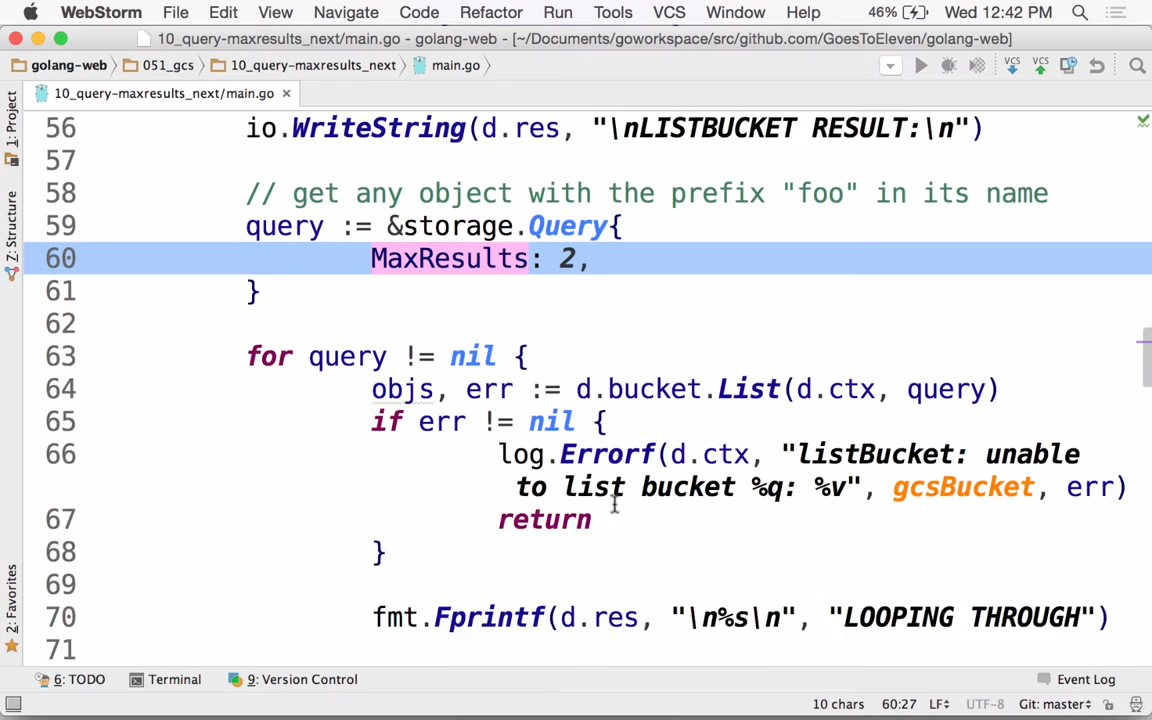 WebStorm File Edit View Navigate Code Refactor Run Tools VCS Window Help 46% Wed 12:42 PM
10_query-maxresults_next/main.go - golang-web - [~/Documents/goworkspace/src/github.com/GoesToEleven/golang-web]
golang-web 051_gcs 10_query-maxresults_next main.go VCS VCS
10_query-maxresults_next/main.go
1: Project
Z: Structure
2: Favorites
56 io.WriteString(d.res, "\nLISTBUCKET RESULT:\n")
57
58 // get any object with the prefix "foo" in its name
59 query := &storage.Query{
60 MaxResults: 2,
61 }
62
63 for query != nil {
64 objs, err := d.bucket.List(d.ctx, query)
65 if err != nil {
66 log.Errorf(d.ctx, "listBucket: unable
to list bucket %q: %v", gcsBucket, err)
67 return
68 }
69
70 fmt.Fprintf(d.res, "\n%s\n", "LOOPING THROUGH")
71
6: TODO Terminal 9: Version Control Event Log
10 chars 60:27 LF UTF-8 Git: master